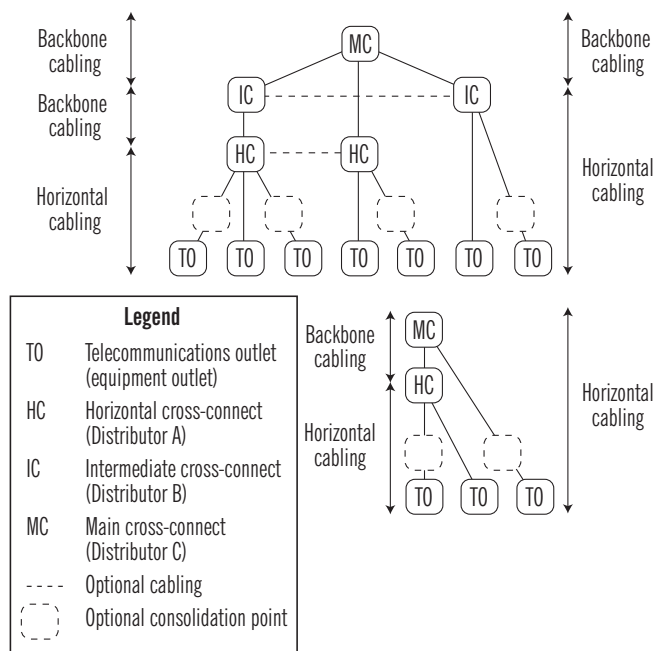 Backbone
cabling
MC
Backbone
cabling
Backbone
cabling
IC
IC
HC
HC
Horizontal
cabling
Horizontal
cabling
TO
TO
TO
TO
TO
TO
TO
Legend
TO Telecommunications outlet
(equipment outlet)
HC Horizontal cross-connect
(Distributor A)
IC Intermediate cross-connect
(Distributor B)
MC Main cross-connect
(Distributor C)
Optional cabling
Optional consolidation point
Backbone
cabling
MC
HC
Horizontal
cabling
Horizontal
cabling
TO
TO
TO